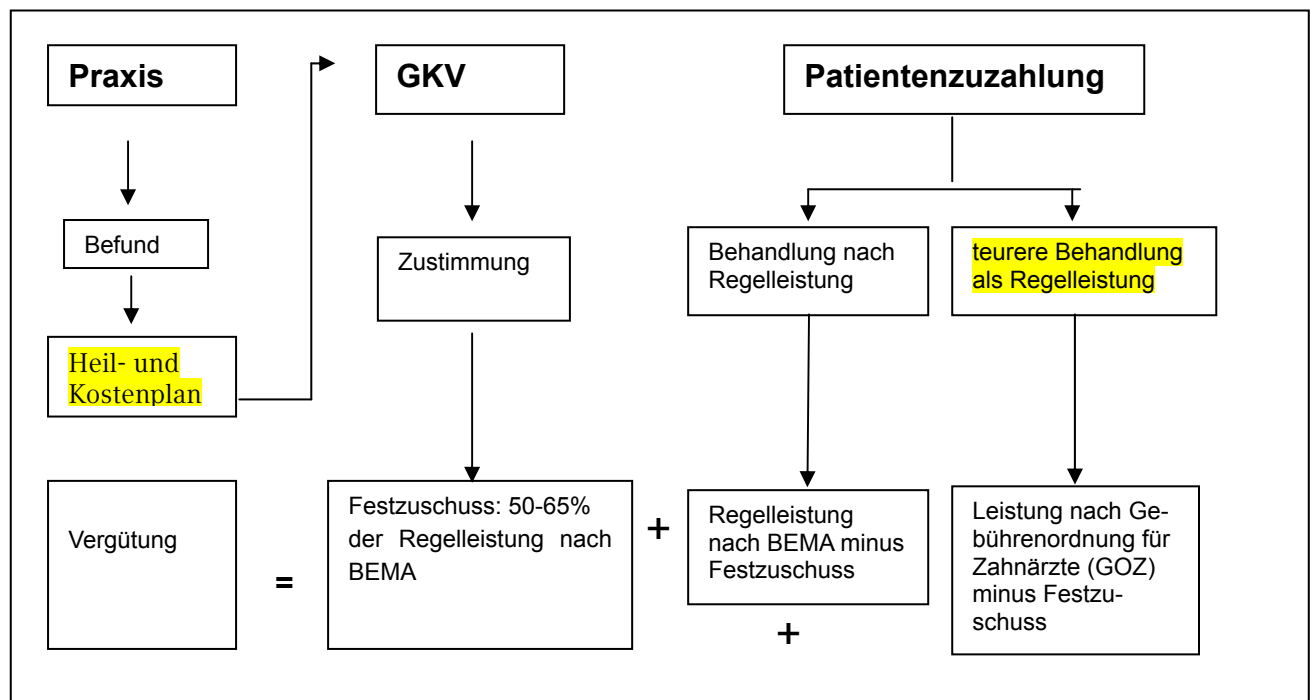 Praxis
GKV
Patientenzuzahlung
Befund
Zustimmung
Behandlung nach
Regelleistung
teurere Behandlung
als Regelleistung
Heil- und
Kostenplan
Vergütung
=
Festzuschuss: 50-65%
der Regelleistung nach
BEMA
+
Regelleistung
nach BEMA minus
Festzuschuss
+
Leistung nach Ge-
bührenordnung für
Zahnärzte (GOZ)
minus Festzu-
schuss